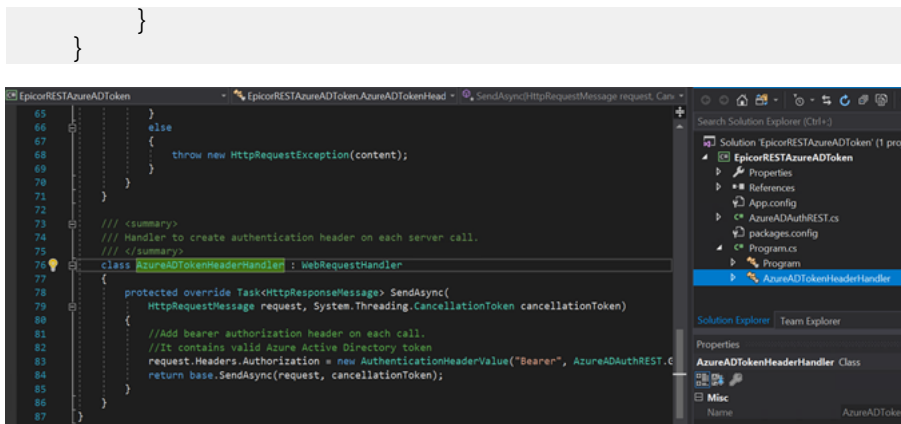 }
}
EpicorRESTAzureADToken
EpicorRESTAzureADToken.AzureADTokenHead
SendAsync(HttpRequestMessage request, Can
65 }
66 else
67 {
68 throw new HttpRequestException(content);
69 }
70 }
71 }
72
73 /// <summary>
74 /// Handler to create authentication header on each server call.
75 /// </summary>
76 class AzureADTokenHeaderHandler : WebRequestHandler
77 {
78 protected override Task<HttpResponseMessage> SendAsync(
79 HttpRequestMessage request, System.Threading.CancellationToken cancellationToken)
80 {
81 //Add bearer authorization header on each call.
82 //It contains valid Azure Active Directory token
83 request.Headers.Authorization = new AuthenticationHeaderValue("Bearer", AzureADAuthREST.G
84 return base.SendAsync(request, cancellationToken);
85 }
86 }
87 }
Search Solution Explorer (Ctrl+;)
Solution 'EpicorRESTAzureADToken' (1 pro
EpicorRESTAzureADToken
Properties
References
App.config
C# AzureADAuthREST.cs
packages.config
C# Program.cs
Program
AzureADTokenHeaderHandler
Solution Explorer Team Explorer
Properties
AzureADTokenHeaderHandler Class
Misc
Name AzureADToke